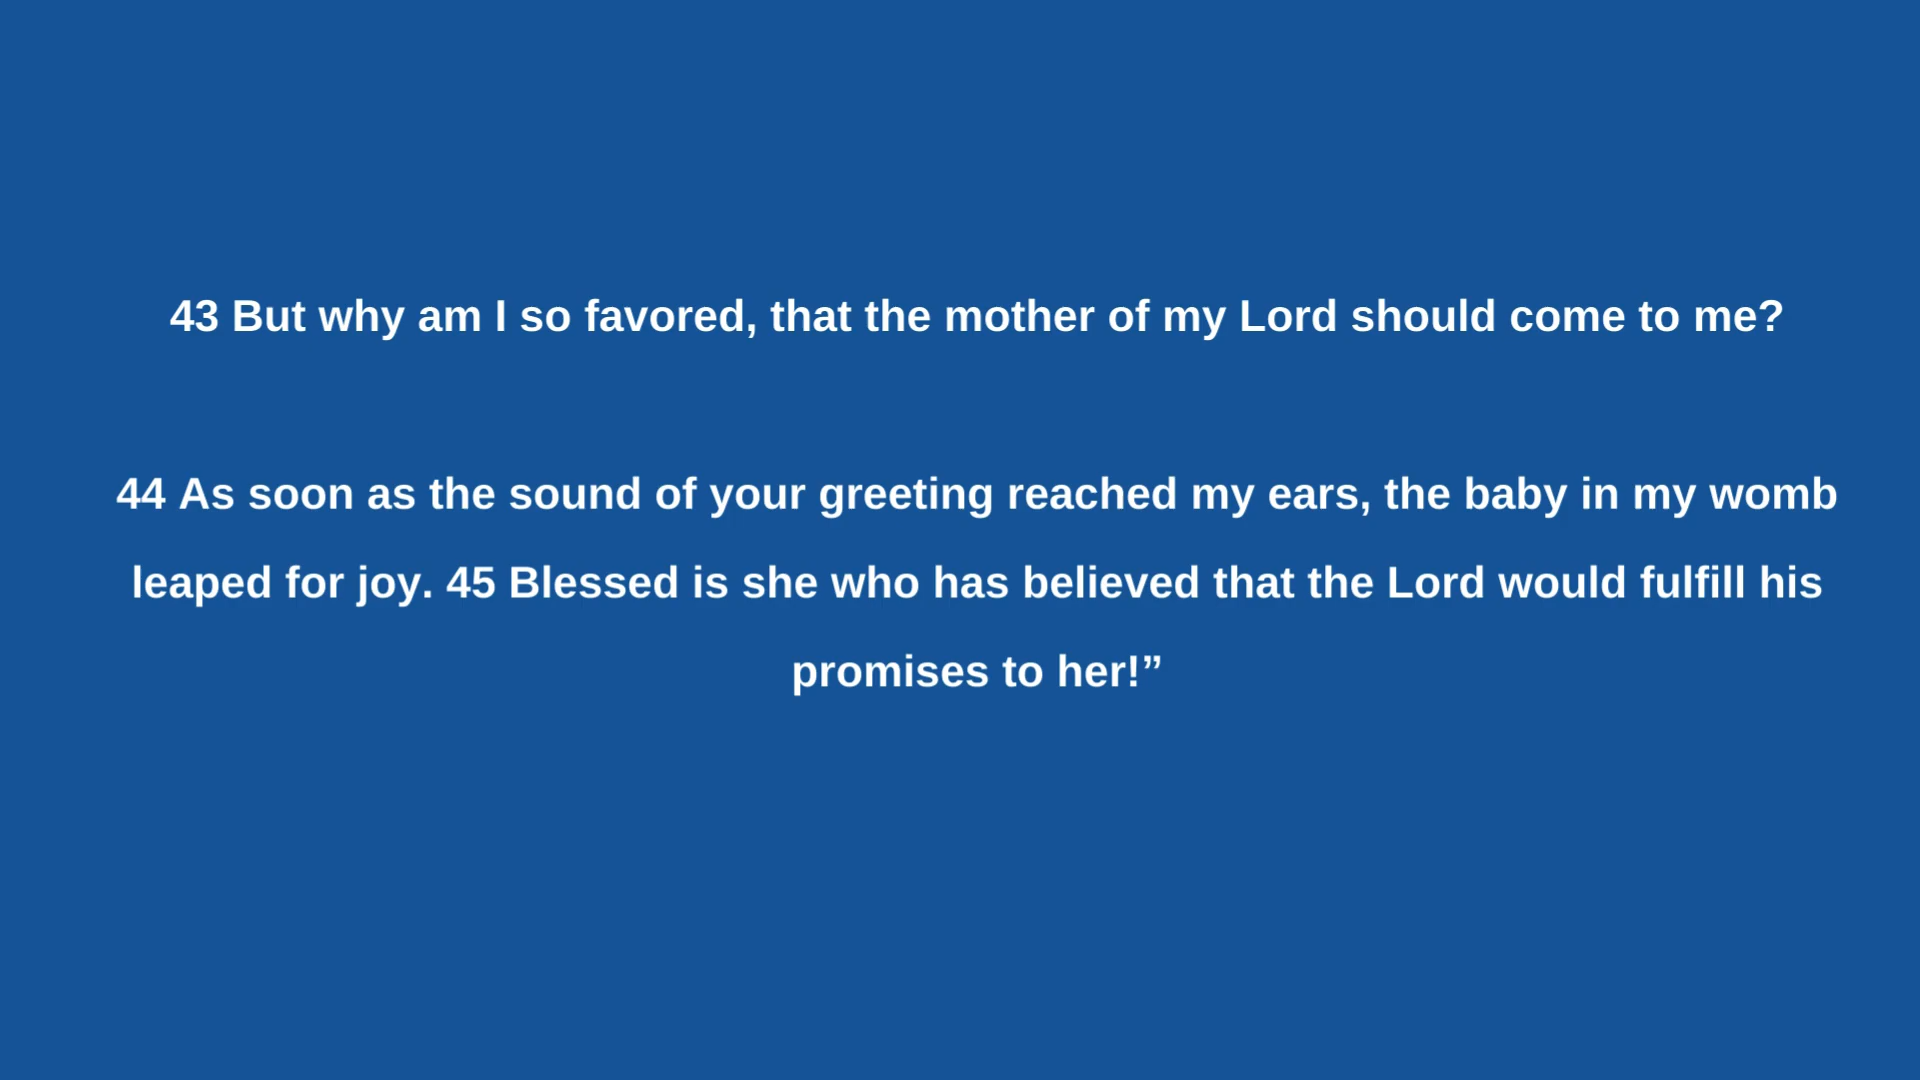 43 But why am I so favored, that the mother of my Lord should come to me?
44 As soon as the sound of your greeting reached my ears, the baby in my womb
leaped for joy. 45 Blessed is she who has believed that the Lord would fulfill his
promises to her!”